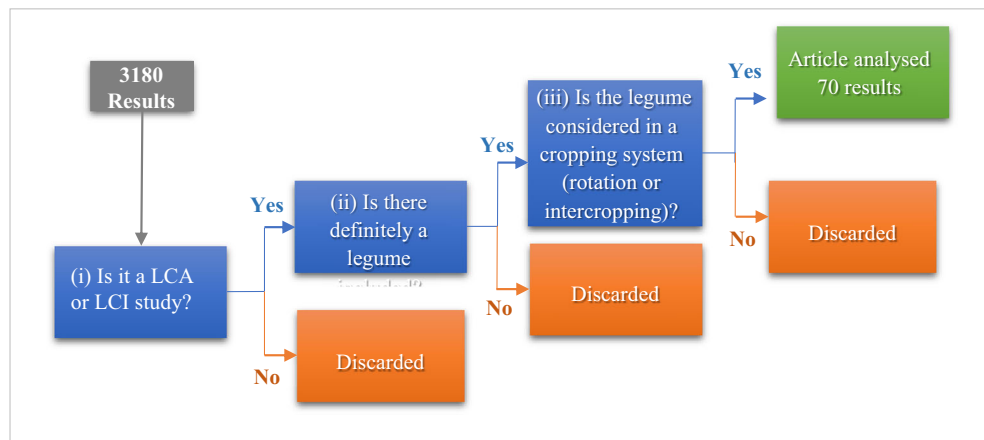 3180
Results
(i) Is it a LCA
or LCI study?
Yes
No
Discarded
(ii) Is there
definitely a
legume
Yes
No
Discarded
(iii) Is the legume
considered in a
cropping system
(rotation or
intercropping)?
Yes
No
Discarded
Article analysed
70 results